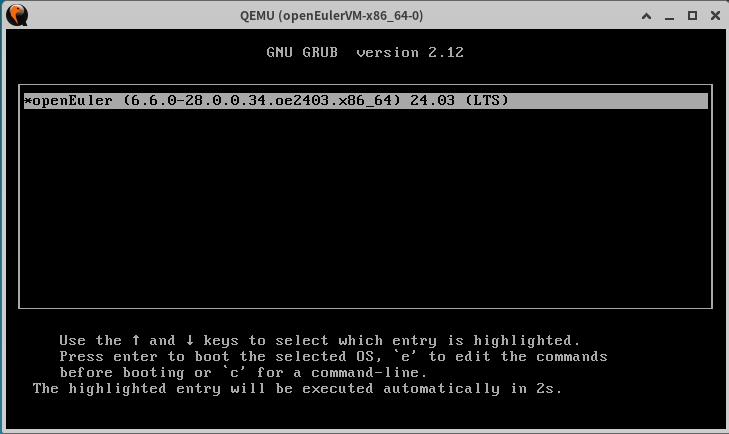 QEMU (openEulerVM-x86_64-0)
GNU GRUB version 2.12
*openEuler (6.6.0-28.0.0.34.oe2403.x86_64) 24.03 (LTS)
Use the ↑ and ↓ keys to select which entry is highlighted.
Press enter to boot the selected OS, `e' to edit the commands
before booting or `c' for a command-line.
The highlighted entry will be executed automatically in 2s.